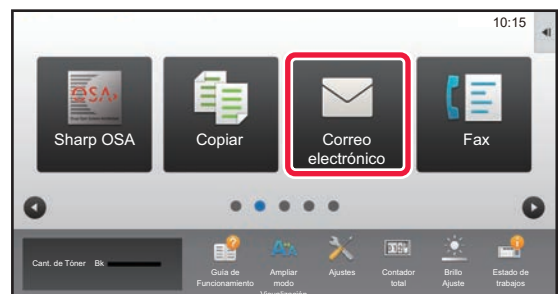 10:15
OSA
Sharp OSA
Copiar
Correo
electrónico
Fax
Cant. de Tóner Bk
Guía de
Funcionamiento
Ampliar
modo
Visualización
Ajustes
Contador
total
Brillo
Ajuste
Estado de
trabajos